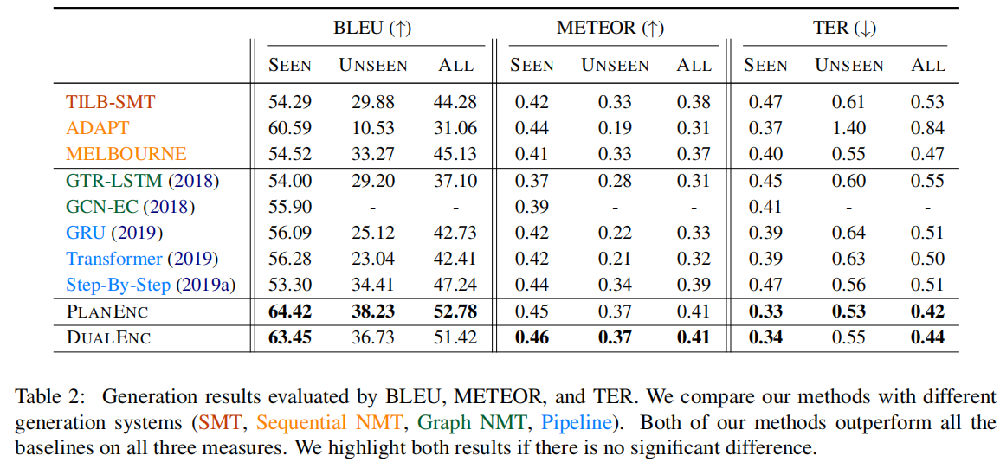 BLEU (↑) METEOR (↑) TER (↓)
SEEN UNSEEN ALL SEEN UNSEEN ALL SEEN UNSEEN ALL
TILB-SMT 54.29 29.88 44.28 0.42 0.33 0.38 0.47 0.61 0.53
ADAPT 60.59 10.53 31.06 0.44 0.19 0.31 0.37 1.40 0.84
MELBOURNE 54.52 33.27 45.13 0.41 0.33 0.37 0.40 0.55 0.47
GTR-LSTM (2018) 54.00 29.20 37.10 0.37 0.28 0.31 0.45 0.60 0.55
GCN-EC (2018) 55.90 - - 0.39 - - 0.41 - -
GRU (2019) 56.09 25.12 42.73 0.42 0.22 0.33 0.39 0.64 0.51
Transformer (2019) 56.28 23.04 42.41 0.42 0.21 0.32 0.39 0.63 0.50
Step-By-Step (2019a) 53.30 34.41 47.24 0.44 0.34 0.39 0.47 0.56 0.51
PLANENC 64.42 38.23 52.78 0.45 0.37 0.41 0.33 0.53 0.42
DUALENC 63.45 36.73 51.42 0.46 0.37 0.41 0.34 0.55 0.44
Table 2: Generation results evaluated by BLEU, METEOR, and TER. We compare our methods with different
generation systems (SMT, Sequential NMT, Graph NMT, Pipeline). Both of our methods outperform all the
baselines on all three measures. We highlight both results if there is no significant difference.